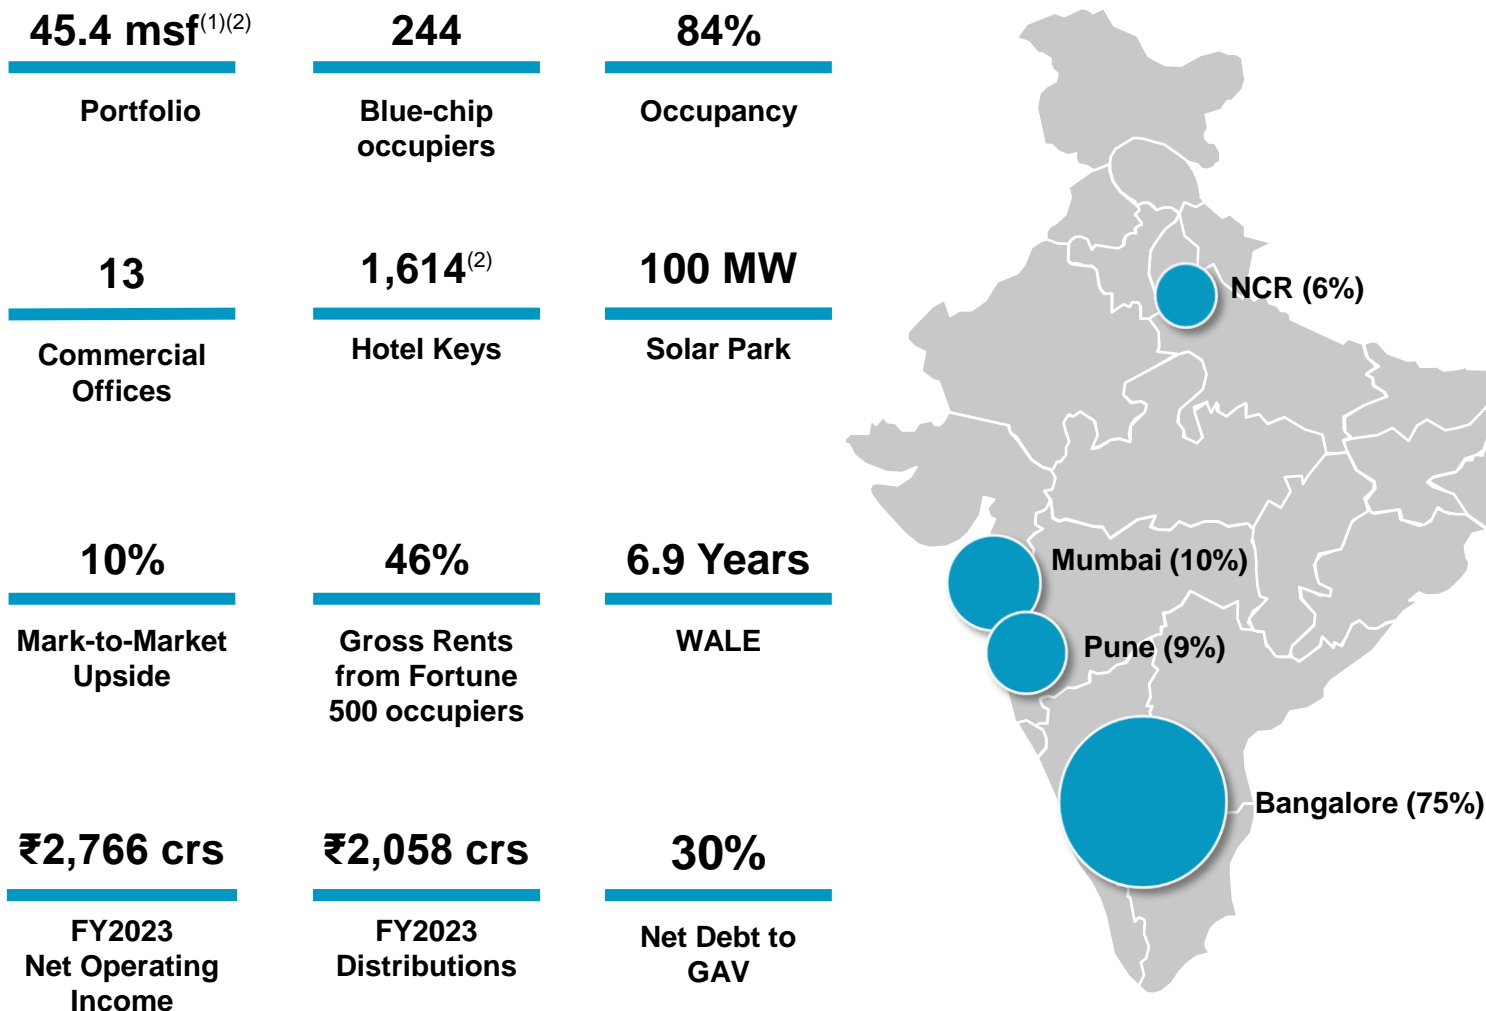 45.4 msf(1)(2)
Portfolio
244
Blue-chip
occupiers
84%
Occupancy
13
Commercial
Offices
1,614(2)
Hotel Keys
100 MW
Solar Park
10%
Mark-to-Market
Upside
46%
Gross Rents
from Fortune
500 occupiers
6.9 Years
WALE
₹2,766 crs
FY2023
Net Operating
Income
₹2,058 crs
FY2023
Distributions
30%
Net Debt to
GAV
NCR (6%)
Mumbai (10%)
Pune (9%)
Bangalore (75%)